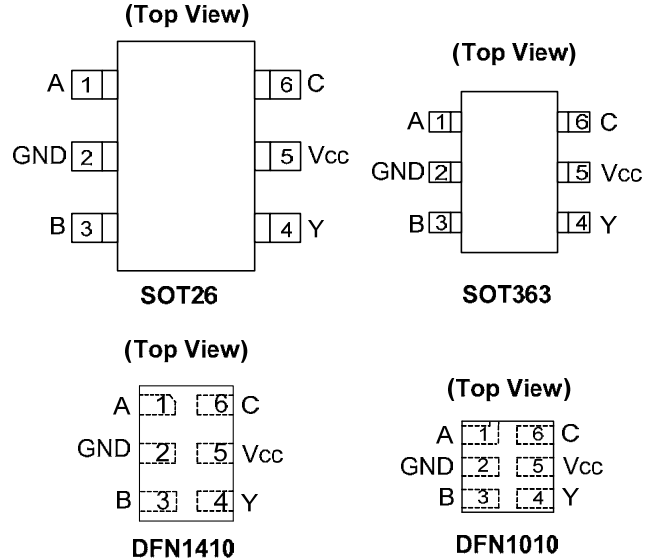 (Top View)
A 1 6 C
GND 2 5 Vcc
B 3 4 Y
SOT26
(Top View)
A 1 6 C
GND 2 5 Vcc
B 3 4 Y
SOT363
(Top View)
A 1 6 C
GND 2 5 Vcc
B 3 4 Y
DFN1410
(Top View)
A 1 6 C
GND 2 5 Vcc
B 3 4 Y
DFN1010